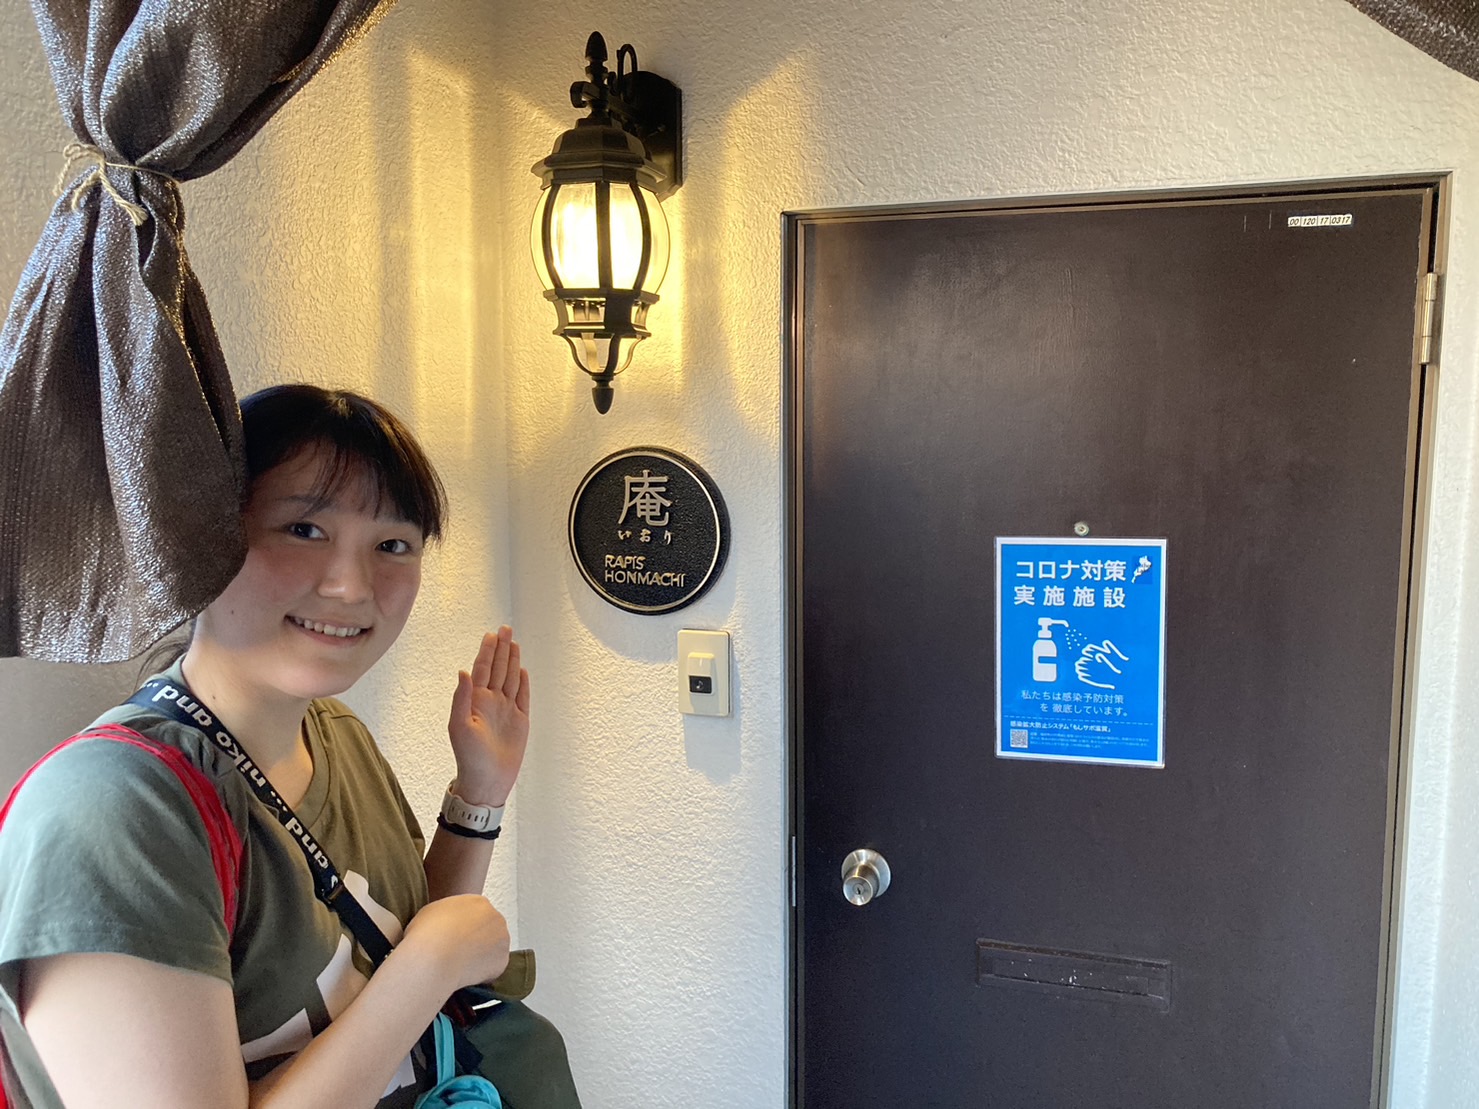 00 120 17 0317
庵
いおり
RAPIS
HONMACHI
コロナ対策
実施施設
私たちは感染予防対策
を 徹底しています。
感染拡大防止システム「もしサポ滋賀」
and ... niko and ...
and